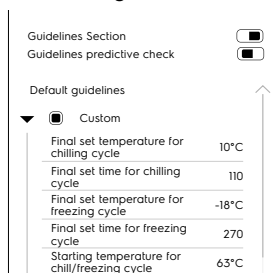 Guidelines Section
Guidelines predictive check
Default guidelines
Custom
Final set temperature for
chilling cycle
10°C
Final set time for chilling
cycle
110
Final set temperature for
freezing cycle
-18°C
Final set time for freezing
cycle
270
Starting temperature for
chill/freezing cycle
63°C